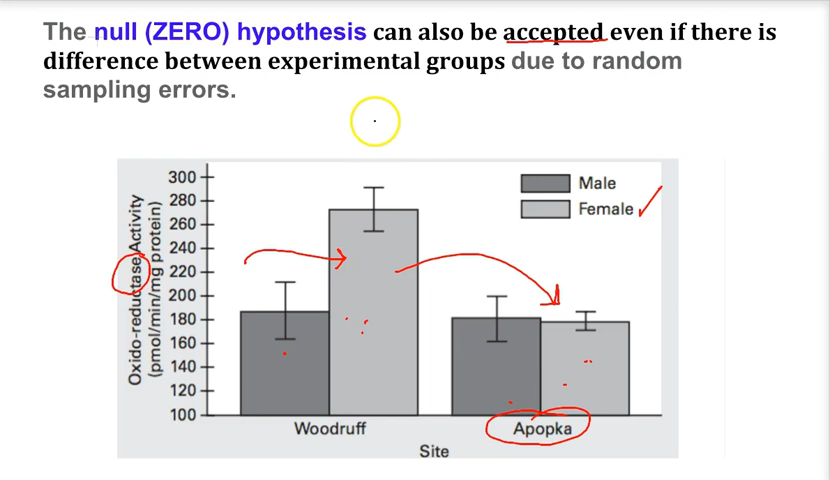 The null (ZERO) hypothesis can also be accepted even if there is
difference between experimental groups due to random
sampling errors.
Oxido-reductase Activity
(pmol/min/mg protein)
300
280
260
240
220
200
180
160
140
120
100
Male
Female
Woodruff
Apopka
Site